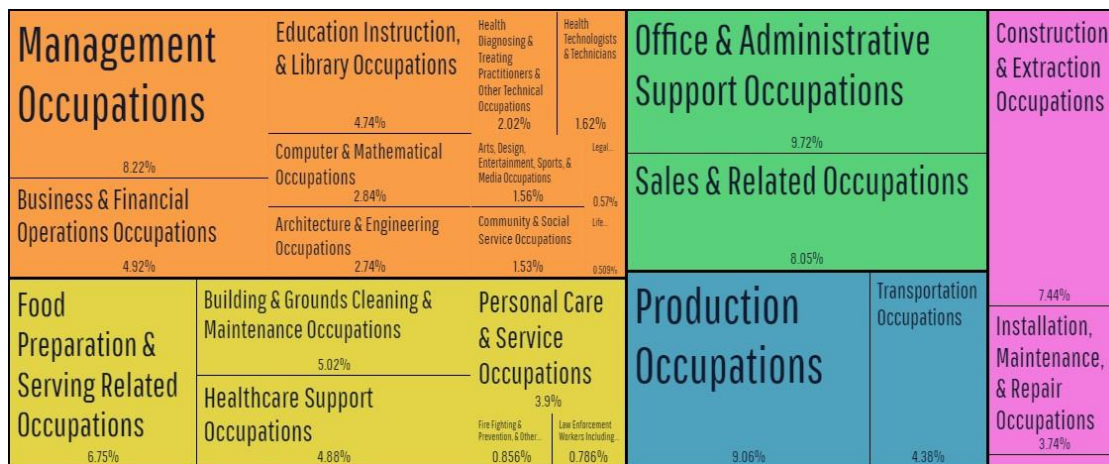 Management
Occupations
8.22%
Business & Financial
Operations Occupations
4.92%
Education Instruction,
& Library Occupations
4.74%
Computer & Mathematical
Occupations
2.84%
Architecture & Engineering
Occupations
2.74%
Health
Diagnosing &
Treating
Practitioners &
Other Technical
Occupations
2.02%
Health
Technologists
& Technicians
1.62%
Arts, Design,
Entertainment, Sports, &
Media Occupations
1.56%
Legal...
0.57%
Community & Social
Service Occupations
1.53%
Life...
0.509%
Food
Preparation &
Serving Related
Occupations
6.75%
Building & Grounds Cleaning &
Maintenance Occupations
5.02%
Healthcare Support
Occupations
4.88%
Personal Care
& Service
Occupations
3.9%
Fire Fighting &
Prevention, & Other...
0.856%
Law Enforcement
Workers Including...
0.786%
Office & Administrative
Support Occupations
9.72%
Sales & Related Occupations
8.05%
Production
Occupations
9.06%
Transportation
Occupations
4.38%
Construction
& Extraction
Occupations
7.44%
Installation,
Maintenance,
& Repair
Occupations
3.74%